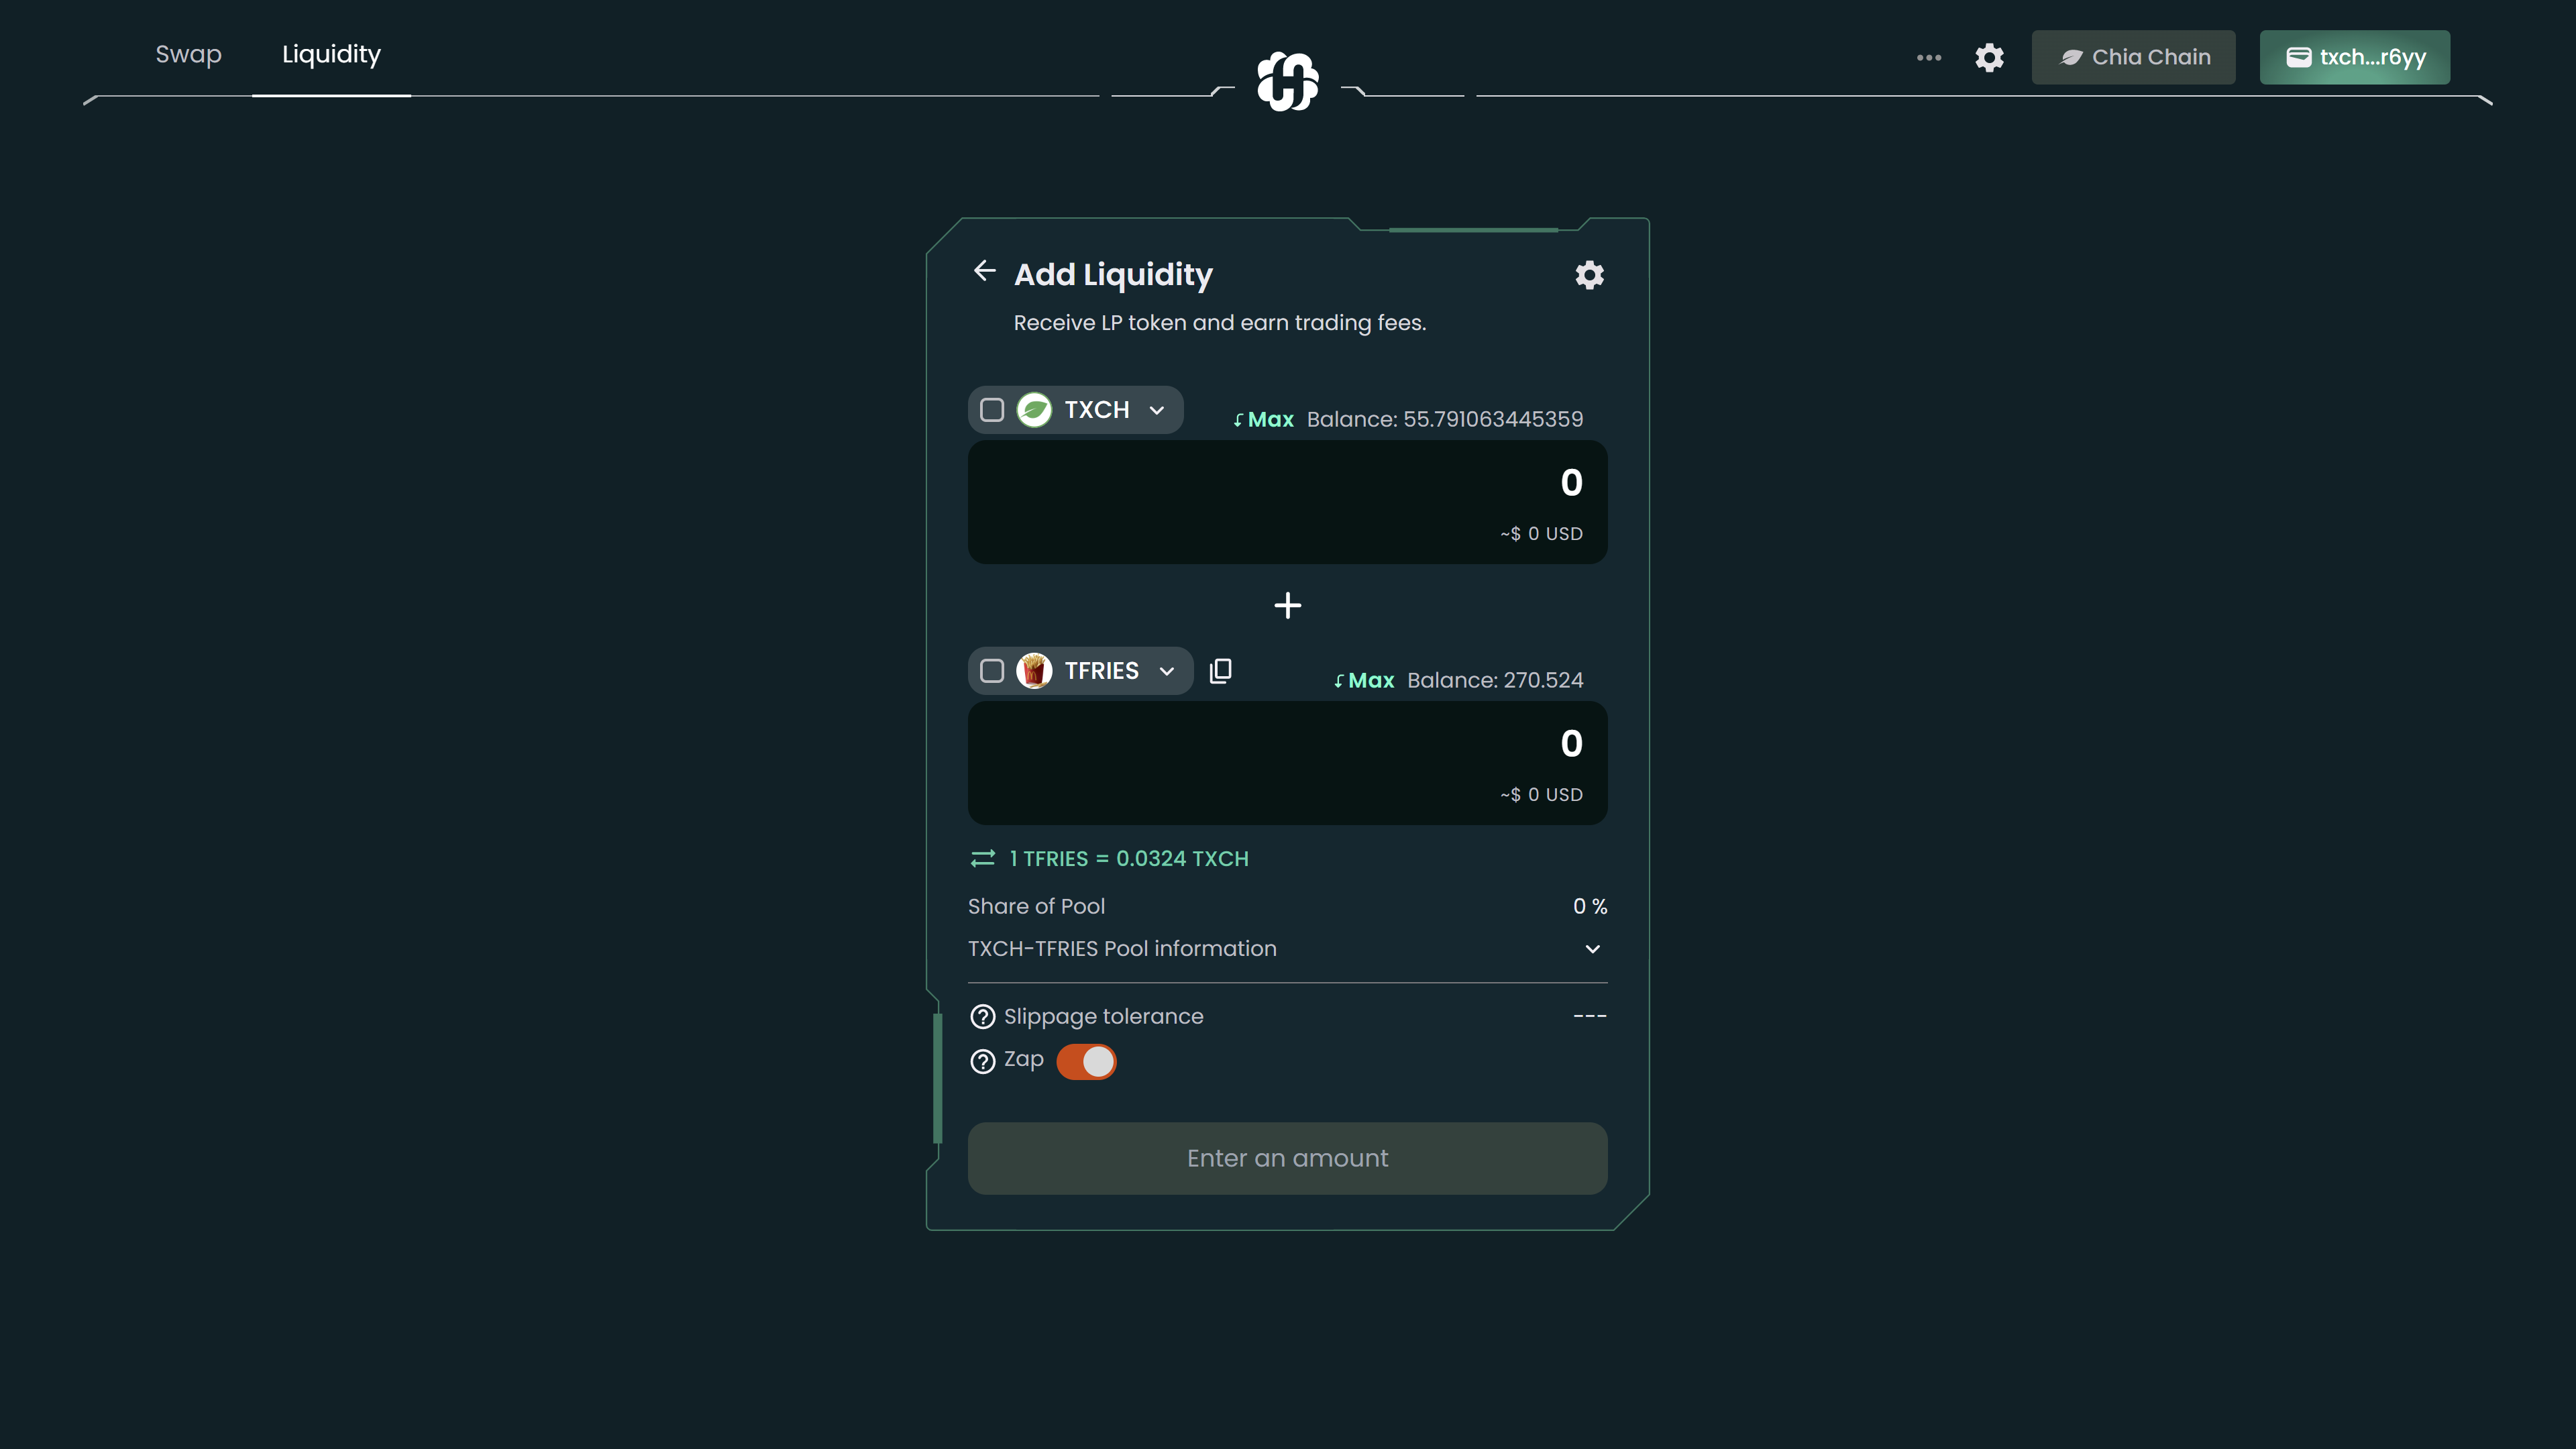 Swap
Liquidity
Chia Chain
txch...r6yy
Add Liquidity
Receive LP token and earn trading fees.
TXCH
Max Balance: 55.791063445359
0
~$ 0 USD
TFRIES
Max Balance: 270.524
0
~$ 0 USD
1 TFRIES = 0.0324 TXCH
Share of Pool 0 %
TXCH-TFRIES Pool information
Slippage tolerance ---
Zap
Enter an amount